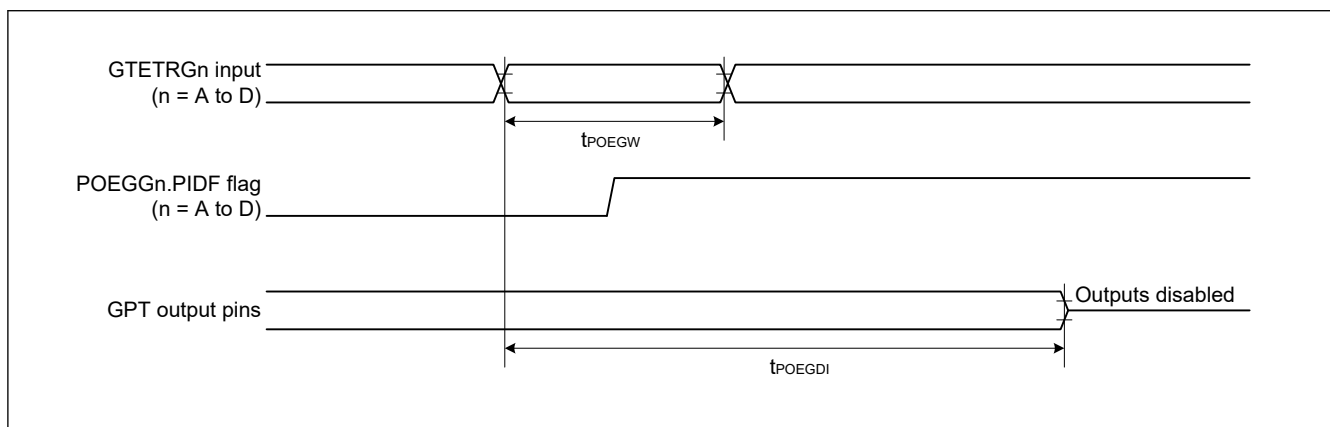 GTETRGn input
(n = A to D)
tPOEGW
POEGGn.PIDF flag
(n = A to D)
GPT output pins
Outputs disabled
tPOEGDI